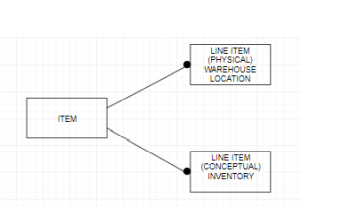 LINE ITEM
(PHYSICAL)
WAREHOUSE
LOCATION
ITEM
LINE ITEM
(CONCEPTUAL)
INVENTORY